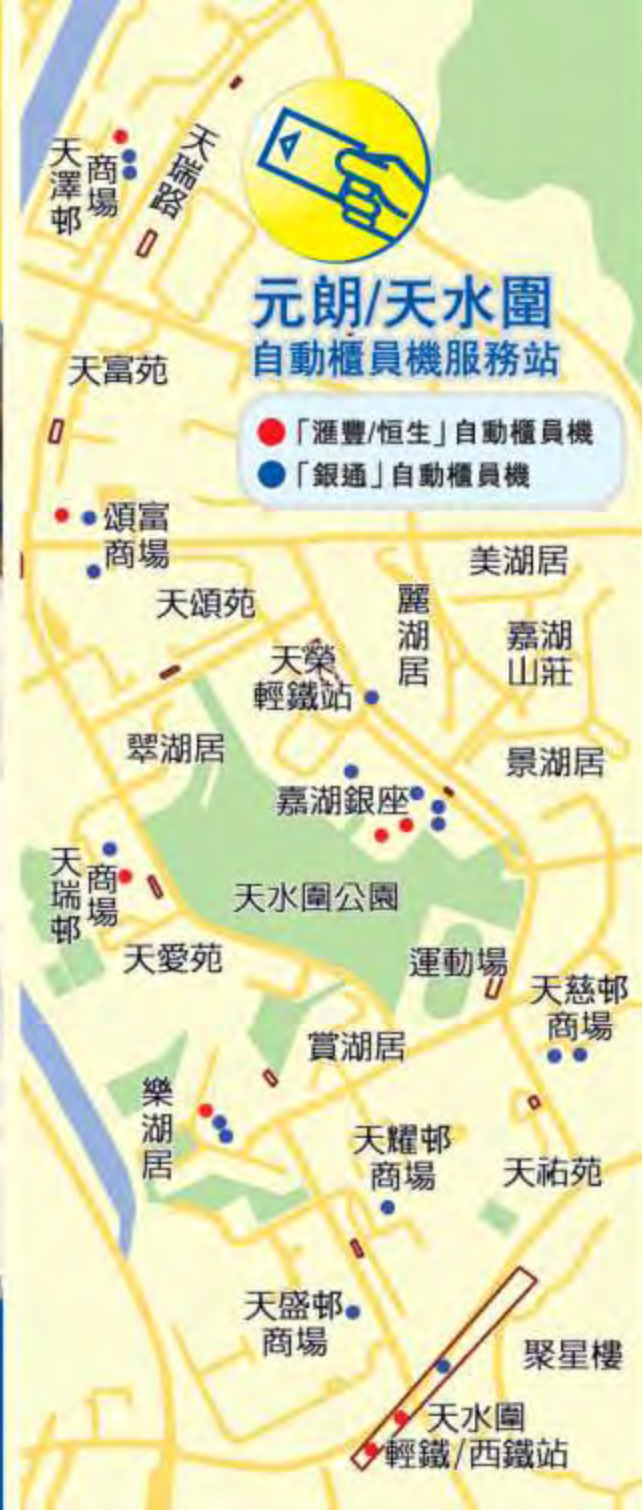 天澤邨
商場
天瑞路
元朗/天水圍
自動櫃員機服務站
「滙豐/恒生」自動櫃員機
「銀通」自動櫃員機
天富苑
頌富
商場
美湖居
天頌苑
麗湖居
嘉湖
山莊
天榮
輕鐵站
翠湖居
景湖居
嘉湖銀座
天瑞邨
商場
天水圍公園
天愛苑
運動場
天慈邨
商場
賞湖居
樂湖居
天耀邨
商場
天祐苑
天盛邨
商場
聚星樓
天水圍
輕鐵/西鐵站